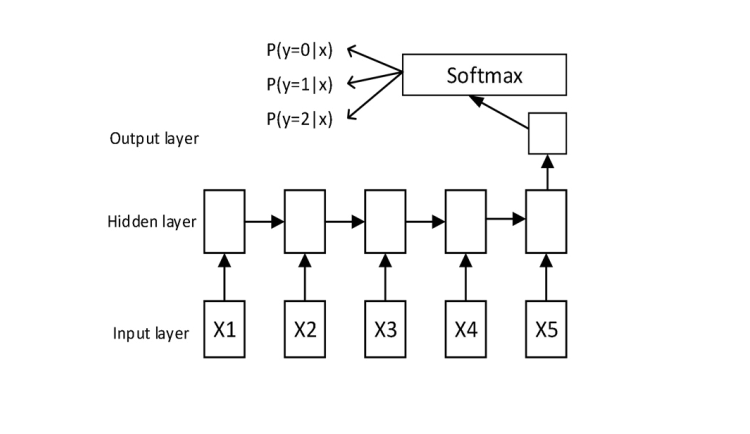 P(y=0|x)
Softmax
P(y=1|x)
P(y=2|x)
Output layer
Hidden layer
Input layer
X1
X2
X3
X4
X5